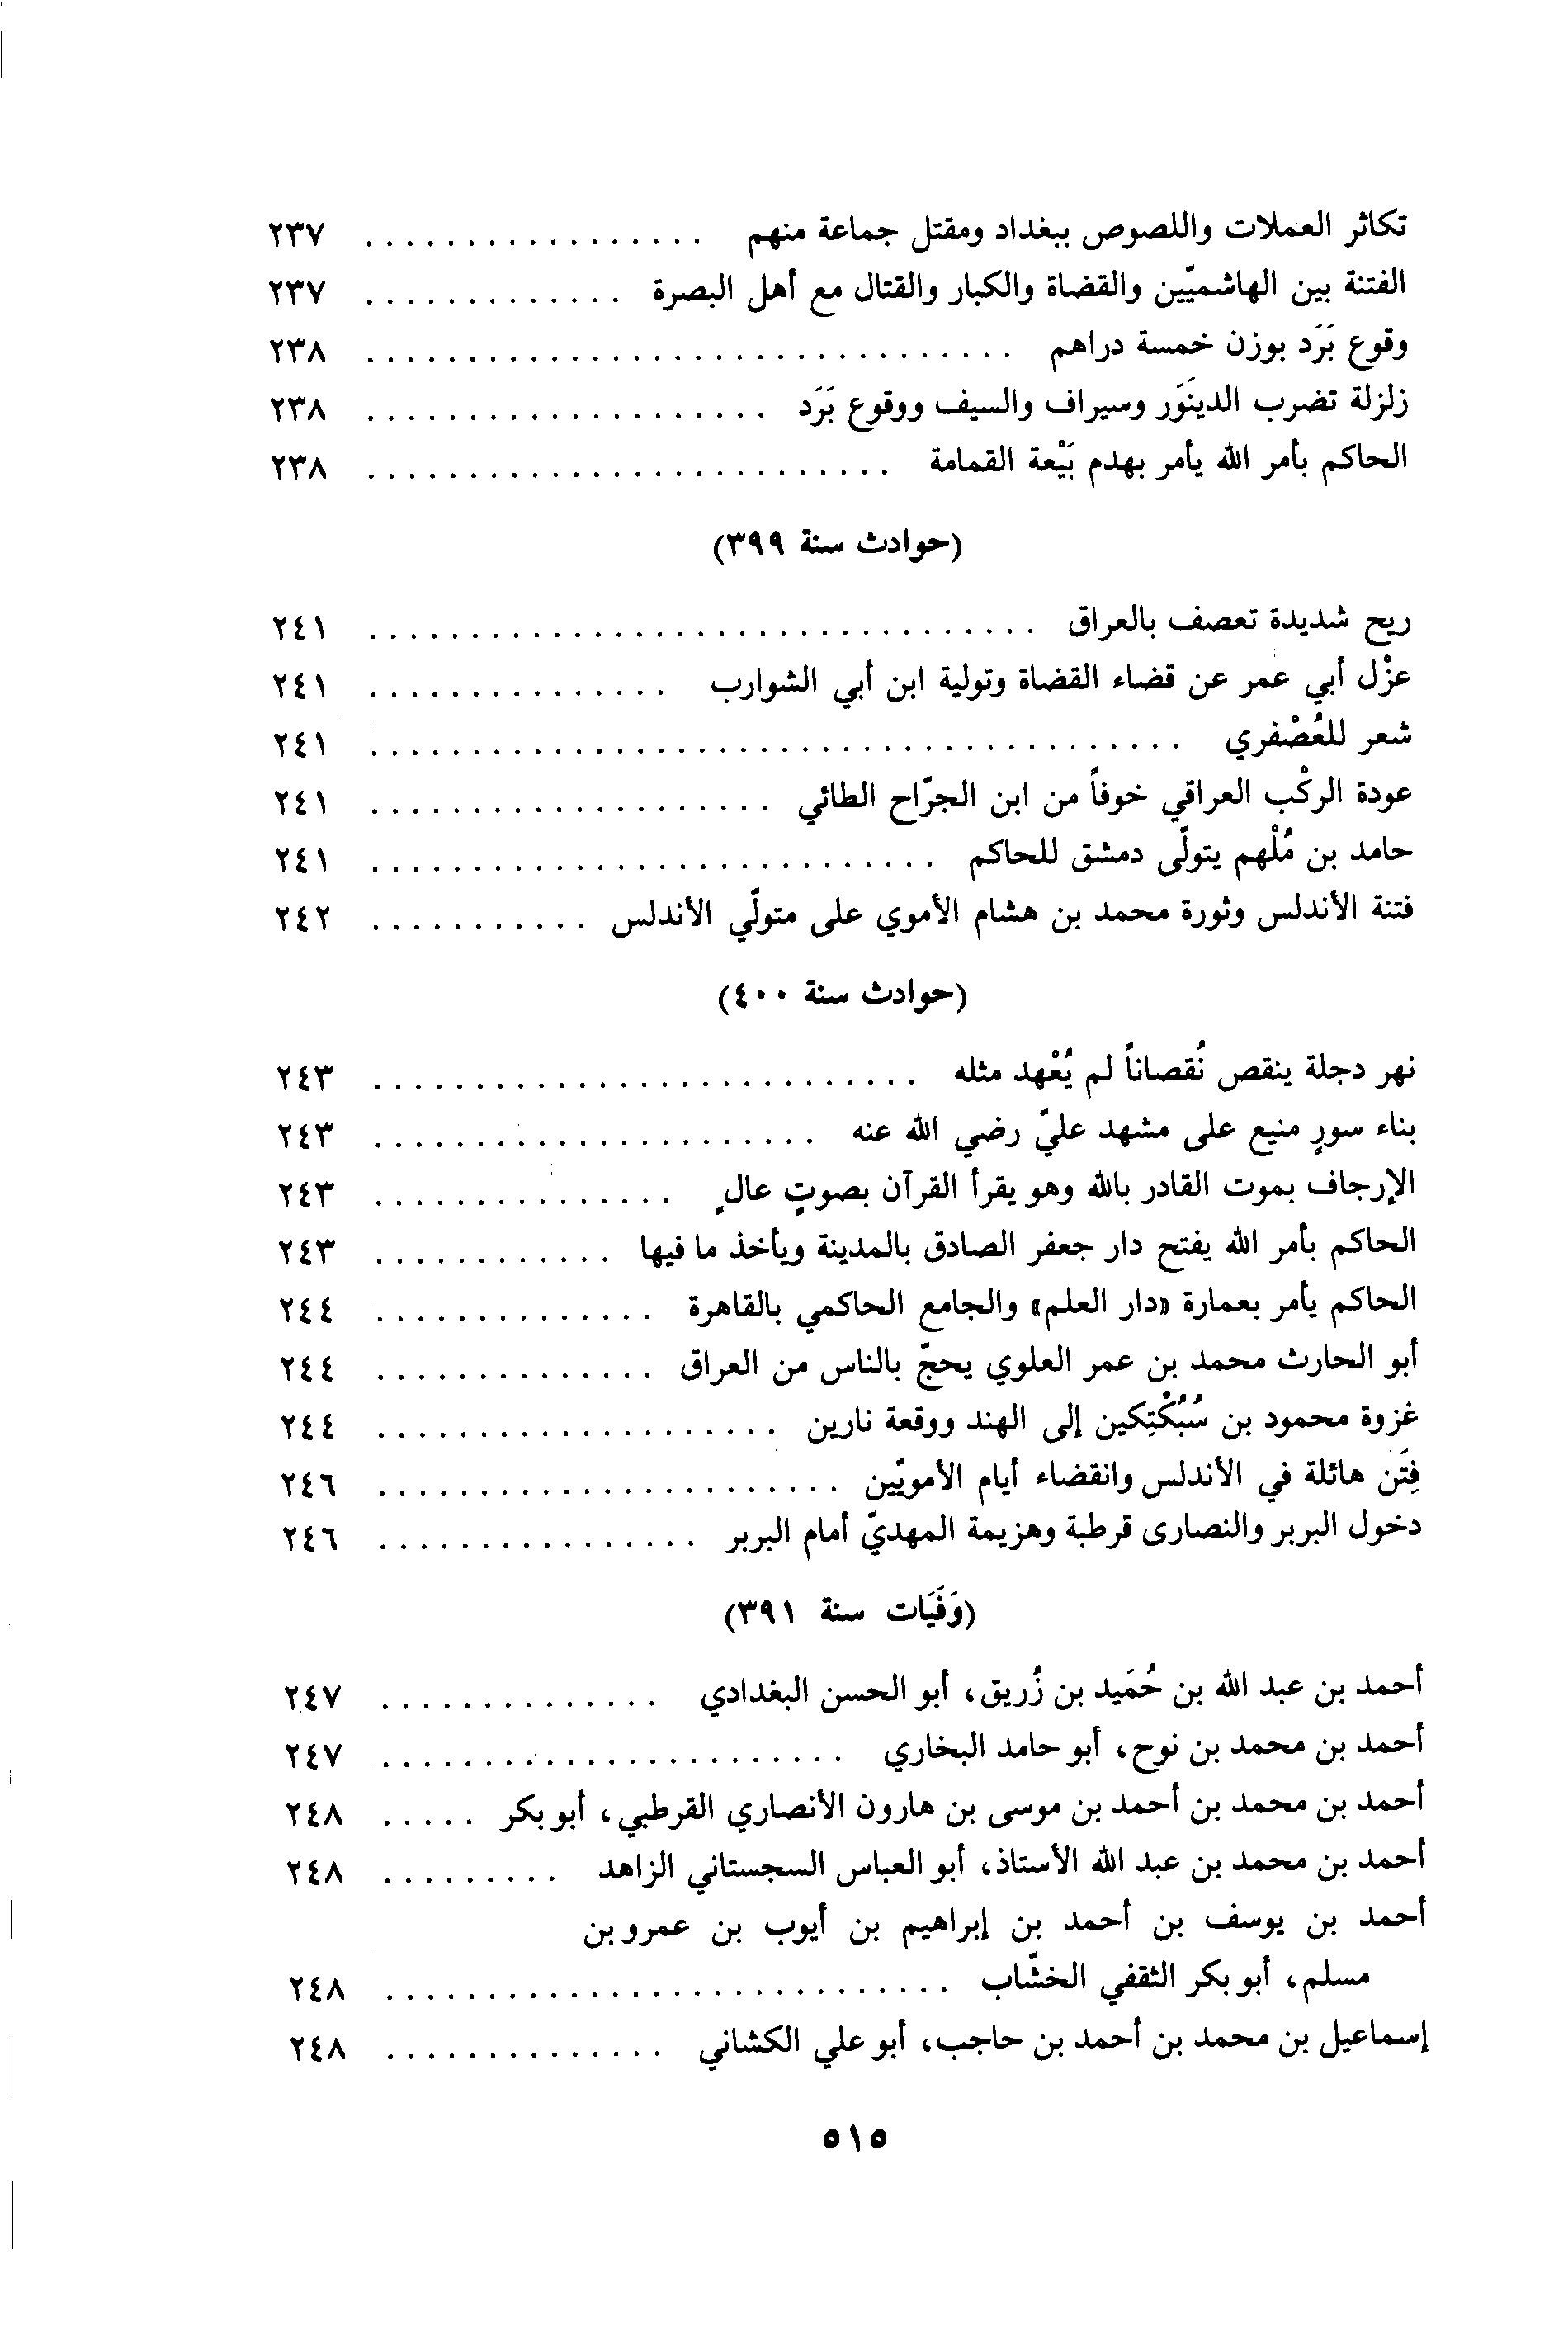 تكاثر العملات واللصوص ببغداد ومقتل جماعة منهم . . . . . . . . . . . . . . . . . ٢٣٧
الفتنة بين الهاشميّين والقضاة والكبار والقتال مع أهل البصرة . . . . . . . . . . . . . ٢٣٧
وقوع بَرَد بوزن خمسة دراهم . . . . . . . . . . . . . . . . . . . . . . . . . . . . . . . . ٢٣٨
زلزلة تضرب الدينَوَر وسيراف والسيف ووقوع بَرَد . . . . . . . . . . . . . . . . . . . . ٢٣٨
الحاكم بأمر الله يأمر بهدم بَيْعة القمامة . . . . . . . . . . . . . . . . . . . . . . . . . . ٢٣٨
(حوادث سنة ٣٩٩)
ريح شديدة تعصف بالعراق . . . . . . . . . . . . . . . . . . . . . . . . . . . . . . . . . ٢٤١
عزْل أبي عمر عن قضاء القضاة وتولية ابن أبي الشوارب . . . . . . . . . . . . . . . ٢٤١
شعر للعُصْفري . . . . . . . . . . . . . . . . . . . . . . . . . . . . . . . . . . . . . . . . ٢٤١
عودة الركْب العراقي خوفاً من ابن الجرّاح الطائي . . . . . . . . . . . . . . . . . . . . ٢٤١
حامد بن مُلْهم يتولّى دمشق للحاكم . . . . . . . . . . . . . . . . . . . . . . . . . . . . ٢٤١
فتنة الأندلس وثورة محمد بن هشام الأموي على متولّي الأندلس . . . . . . . . . . . ٢٤٢
(حوادث سنة ٤٠٠)
نهر دجلة ينقص نُقصاناً لم يُعْهد مثله . . . . . . . . . . . . . . . . . . . . . . . . . . . ٢٤٣
بناء سورٍ منيع على مشهد عليّ رضي الله عنه . . . . . . . . . . . . . . . . . . . . . . ٢٤٣
الإرجاف بموت القادر بالله وهو يقرأ القرآن بصوتٍ عالٍ . . . . . . . . . . . . . . . ٢٤٣
الحاكم بأمر الله يفتح دار جعفر الصادق بالمدينة ويأخذ ما فيها . . . . . . . . . . . . ٢٤٣
الحاكم يأمر بعمارة «دار العلم» والجامع الحاكمي بالقاهرة . . . . . . . . . . . . . . ٢٤٤
أبو الحارث محمد بن عمر العلوي يحجّ بالناس من العراق . . . . . . . . . . . . . . ٢٤٤
غزوة محمود بن سُبُكْتِكين إلى الهند ووقعة نارين . . . . . . . . . . . . . . . . . . . . ٢٤٤
فِتَن هائلة في الأندلس وانقضاء أيام الأمويّين . . . . . . . . . . . . . . . . . . . . . . . ٢٤٦
دخول البربر والنصارى قرطبة وهزيمة المهديّ أمام البربر . . . . . . . . . . . . . . . . ٢٤٦
(وَفَيَات سنة ٣٩١)
أحمد بن عبد الله بن حُمَيد بن زُريق، أبو الحسن البغدادي . . . . . . . . . . . . . . ٢٤٧
أحمد بن محمد بن نوح، أبو حامد البخاري . . . . . . . . . . . . . . . . . . . . . . . ٢٤٧
أحمد بن محمد بن أحمد بن موسى بن هارون الأنصاري القرطبي، أبو بكر . . . . . ٢٤٨
أحمد بن محمد بن عبد الله الأستاذ، أبو العباس السجستاني الزاهد . . . . . . . . . ٢٤٨
أحمد بن يوسف بن أحمد بن إبراهيم بن أيوب بن عمرو بن
مسلم، أبو بكر الثقفي الخشّاب . . . . . . . . . . . . . . . . . . . . . . . . . . . . ٢٤٨
إسماعيل بن محمد بن أحمد بن حاجب، أبو علي الكشاني . . . . . . . . . . . . . . ٢٤٨
٥١٥